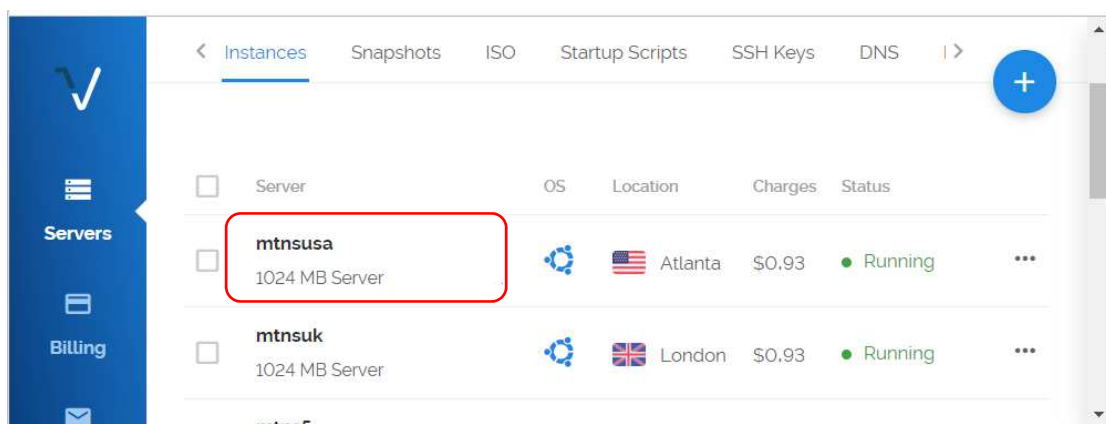 Instances Snapshots ISO Startup Scripts SSH Keys DNS
Server OS Location Charges Status
Servers
mtnsusa
1024 MB Server
Atlanta $0.93 Running
Billing
mtnsuk
1024 MB Server
London $0.93 Running